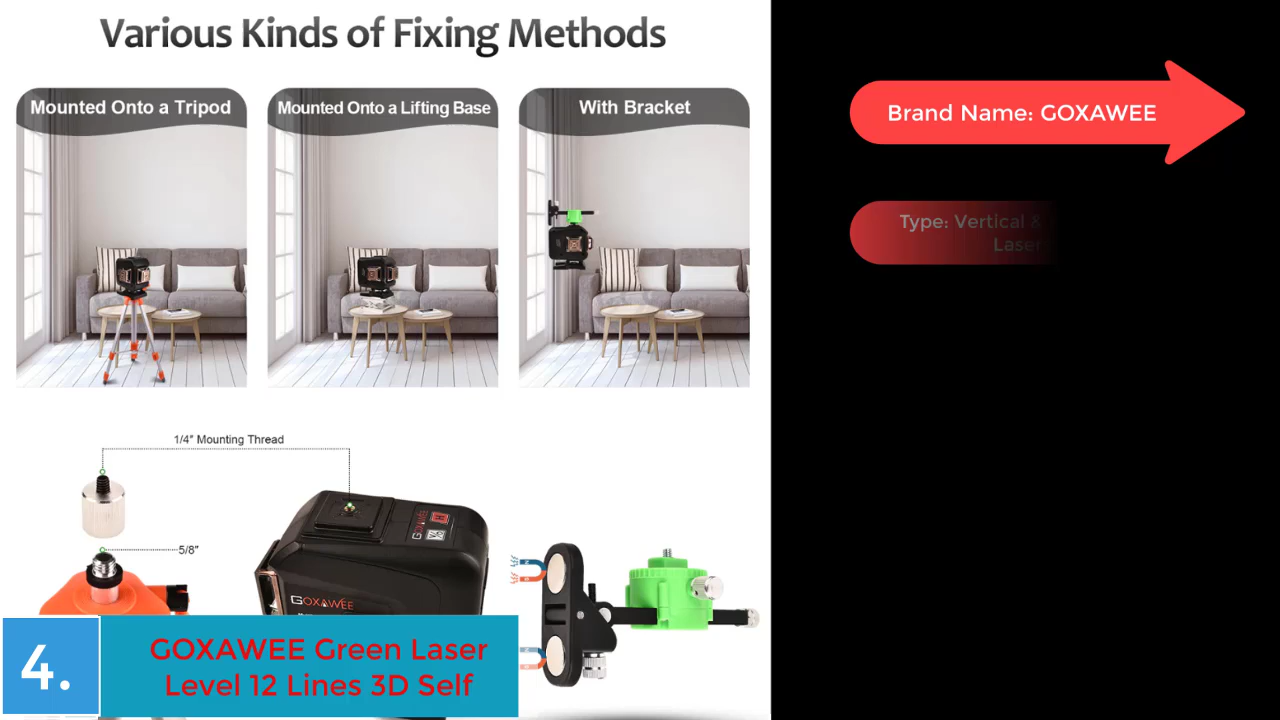 Various Kinds of Fixing Methods
Mounted Onto a Tripod
Mounted Onto a Lifting Base
With Bracket
1/4" Mounting Thread
5/8"
GOXAWEE
GOXAWEE
4.
GOXAWEE Green Laser
Level 12 Lines 3D Self
Brand Name: GOXAWEE
Type: Vertical &
Laser